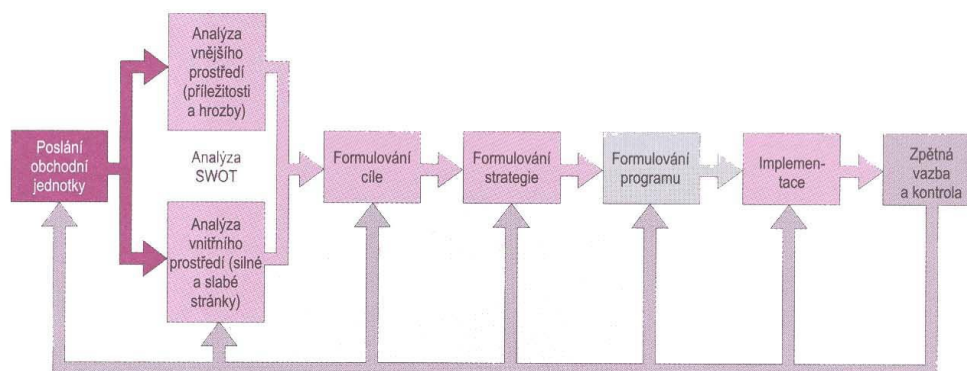 Poslání
obchodní
jednotky
Analýza
vnějšího
prostředí
(příležitosti
a hrozby)
Analýza
SWOT
Analýza
vnitřního
prostředí (silné
a slabé
stránky)
Formulování
cíle
Formulování
strategie
Formulování
programu
Implemen-
tace
Zpětná
vazba
a kontrola